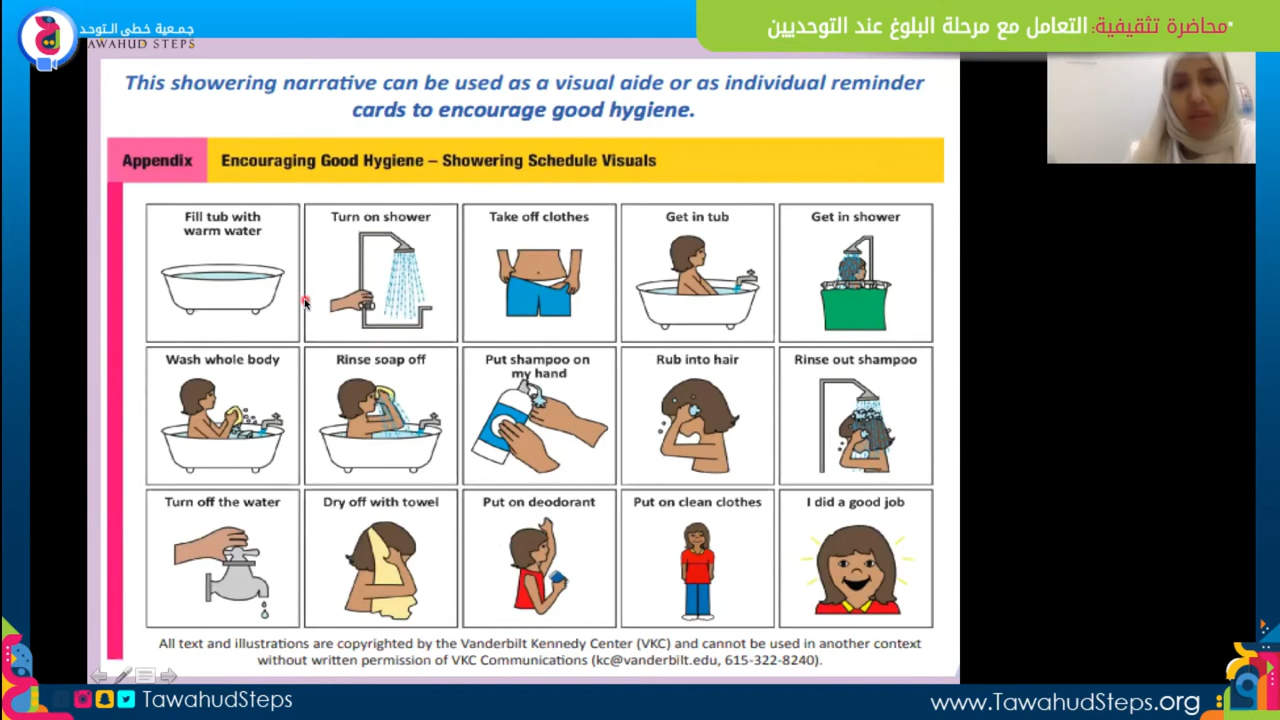 جمعية خطى التوحد
TAWAHUD STEPS
محاضرة تثقيفية: التعامل مع مرحلة البلوغ عند التوحديين
This showering narrative can be used as a visual aide or as individual reminder
cards to encourage good hygiene.
Appendix
Encouraging Good Hygiene – Showering Schedule Visuals
Fill tub with
warm water
Turn on shower
Take off clothes
Get in tub
Get in shower
Wash whole body
Rinse soap off
Put shampoo on
my hand
Rub into hair
Rinse out shampoo
Turn off the water
Dry off with towel
Put on deodorant
Put on clean clothes
I did a good job
All text and illustrations are copyrighted by the Vanderbilt Kennedy Center (VKC) and cannot be used in another context
without written permission of VKC Communications (kc@vanderbilt.edu, 615-322-8240).
TawahudSteps
www.TawahudSteps.org